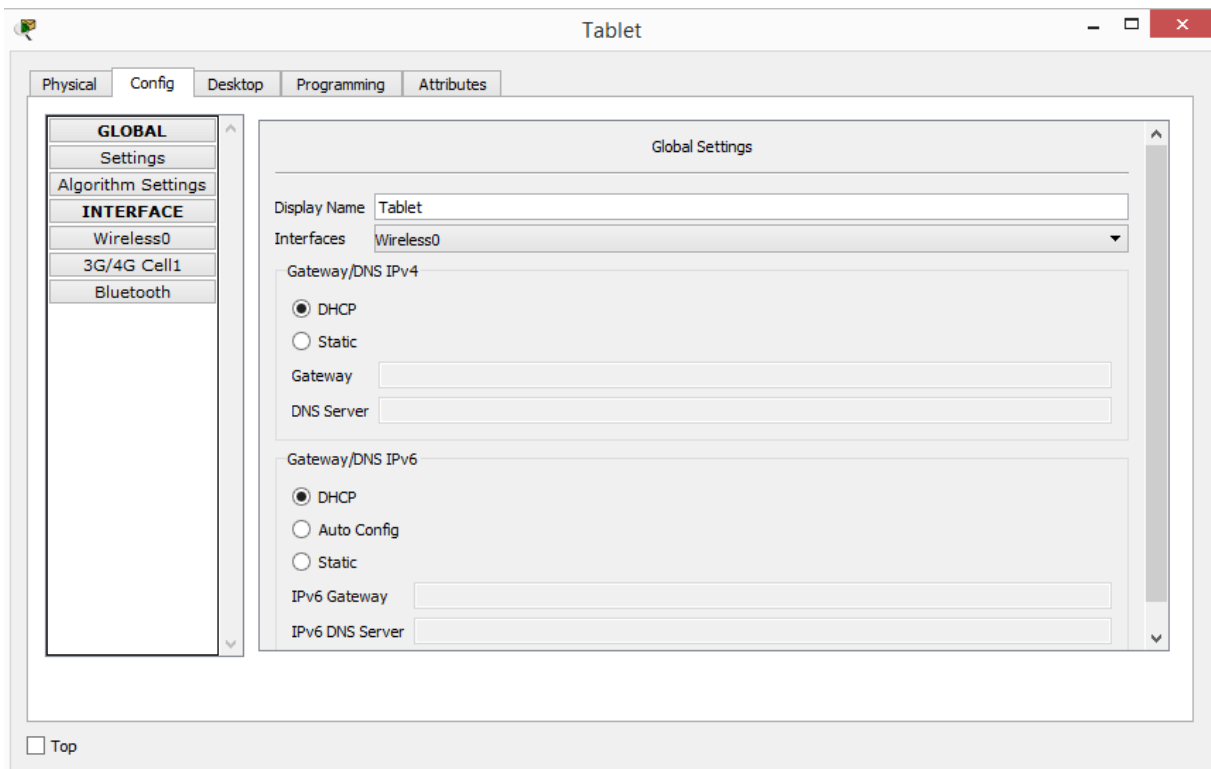 Tablet
Physical Config Desktop Programming Attributes
GLOBAL
Settings
Algorithm Settings
INTERFACE
Wireless0
3G/4G Cell1
Bluetooth
Global Settings
Display Name Tablet
Interfaces Wireless0
Gateway/DNS IPv4
DHCP
Static
Gateway
DNS Server
Gateway/DNS IPv6
DHCP
Auto Config
Static
IPv6 Gateway
IPv6 DNS Server
Top